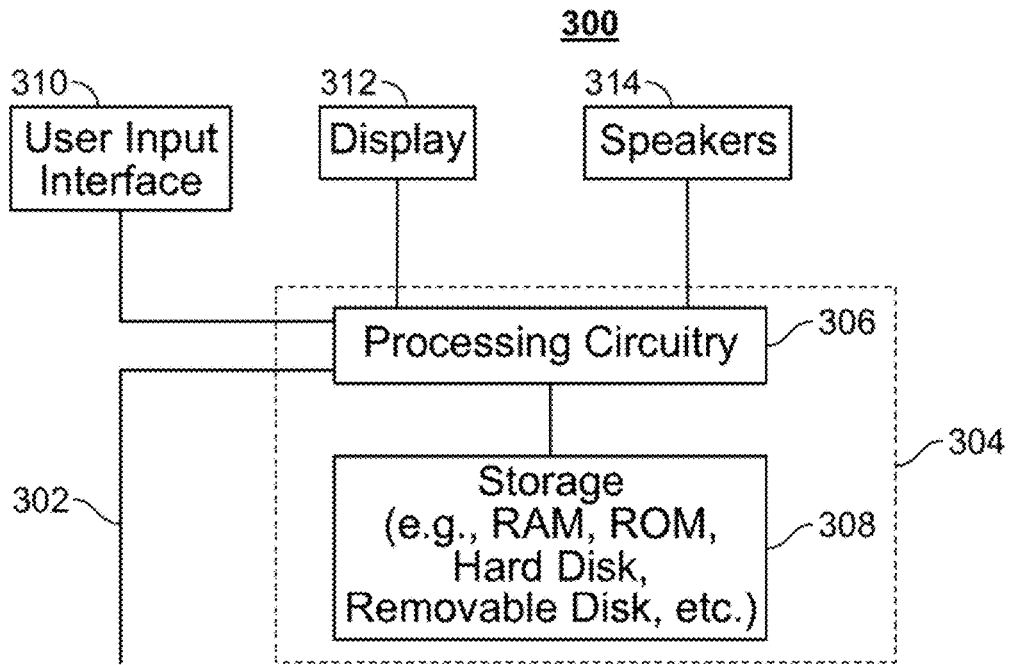 300
310
312
314
User Input
Interface
Display
Speakers
Processing Circuitry
306
304
302
Storage
(e.g., RAM, ROM,
Hard Disk,
Removable Disk, etc.)
308